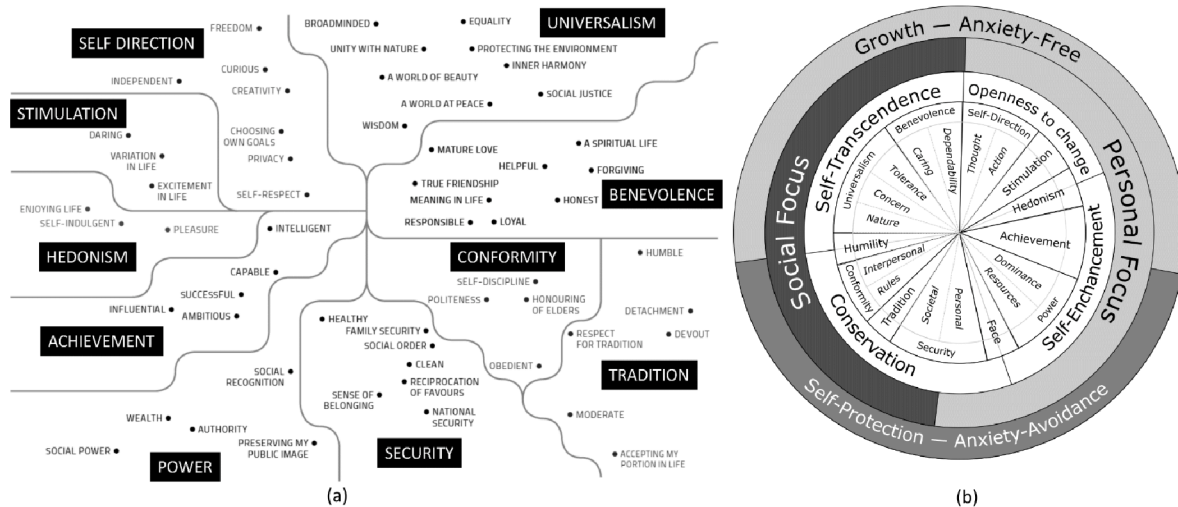 SELF DIRECTION
FREEDOM
INDEPENDENT
CURIOUS
CREATIVITY
CHOOSING
OWN GOALS
PRIVACY
SELF-RESPECT
STIMULATION
DARING
VARIATION
IN LIFE
EXCITEMENT
IN LIFE
HEDONISM
ENJOYING LIFE
SELF-INDULGENT
PLEASURE
ACHIEVEMENT
INTELLIGENT
CAPABLE
SUCCESSFUL
INFLUENTIAL
AMBITIOUS
POWER
SOCIAL
RECOGNITION
WEALTH
AUTHORITY
SOCIAL POWER
PRESERVING MY
PUBLIC IMAGE
UNIVERSALISM
BROADMINDED
EQUALITY
UNITY WITH NATURE
PROTECTING THE ENVIRONMENT
INNER HARMONY
A WORLD OF BEAUTY
SOCIAL JUSTICE
A WORLD AT PEACE
WISDOM
BENEVOLENCE
A SPIRITUAL LIFE
MATURE LOVE
HELPFUL
FORGIVING
TRUE FRIENDSHIP
MEANING IN LIFE
HONEST
RESPONSIBLE
LOYAL
CONFORMITY
SELF-DISCIPLINE
POLITENESS
HONOURING
OF ELDERS
OBEDIENT
TRADITION
HUMBLE
DETACHMENT
RESPECT
FOR TRADITION
DEVOUT
MODERATE
ACCEPTING MY
PORTION IN LIFE
SECURITY
HEALTHY
FAMILY SECURITY
SOCIAL ORDER
CLEAN
RECIPROCATION
OF FAVOURS
SENSE OF
BELONGING
NATIONAL
SECURITY
(a)
Growth — Anxiety-Free
Self-Protection — Anxiety-Avoidance
Social Focus
Personal Focus
Self-Transcendence
Openness to change
Self-Enchancement
Conservation
Benevolence
Caring
Dependability
Self-Direction
Thought
Action
Stimulation
Hedonism
Achievement
Power
Dominance
Resources
Face
Security
Personal
Societal
Tradition
Conformity
Rules
Interpersonal
Humility
Universalism
Nature
Concern
Tolerance
(b)